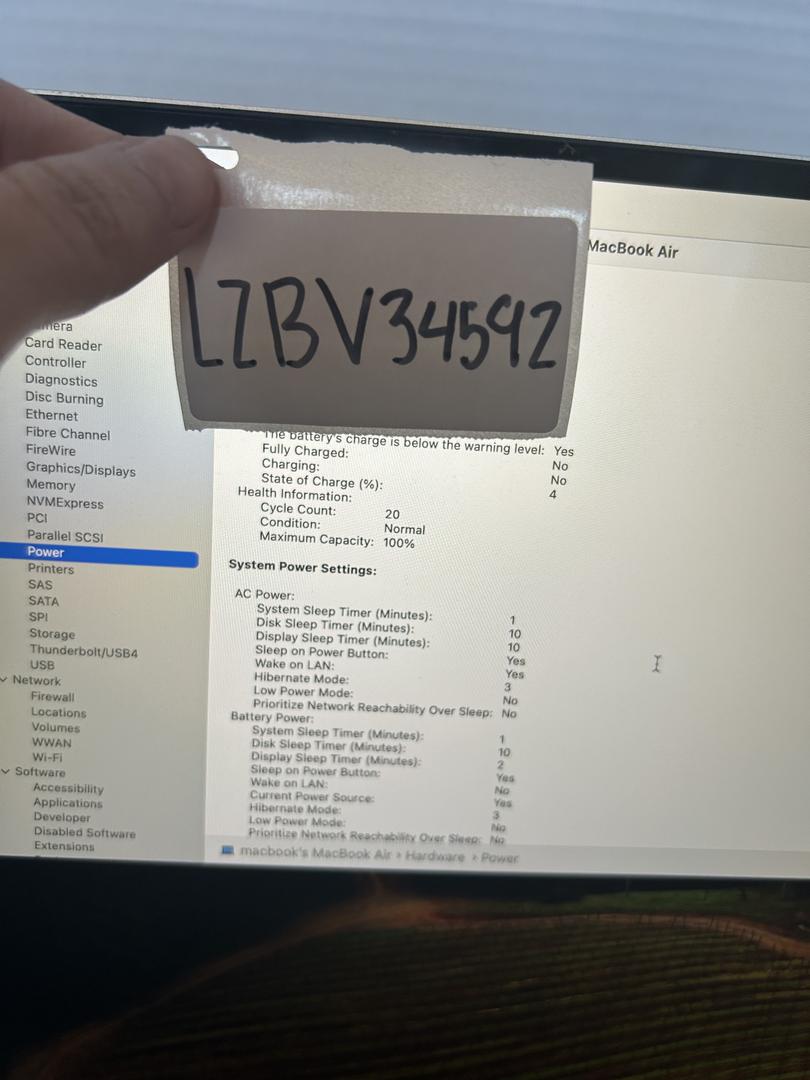 MacBook Air
LZBV34592
Card Reader
Controller
Diagnostics
Disc Burning
Ethernet
Fibre Channel
FireWire
Graphics/Displays
Memory
NVMExpress
PCI
Parallel SCSI
Power
Printers
SAS
SATA
SPI
Storage
Thunderbolt/USB4
USB
Network
Firewall
Locations
Volumes
WWAN
Wi-Fi
Software
Accessibility
Applications
Developer
Disabled Software
Extensions
The battery's charge is below the warning level: Yes
Fully Charged: No
Charging: No
State of Charge (%): 4
Health Information:
Cycle Count: 20
Condition: Normal
Maximum Capacity: 100%
System Power Settings:
AC Power:
System Sleep Timer (Minutes): 1
Disk Sleep Timer (Minutes): 10
Display Sleep Timer (Minutes): 10
Sleep on Power Button: Yes
Wake on LAN: Yes
Hibernate Mode: 3
Low Power Mode: No
Prioritize Network Reachability Over Sleep: No
Battery Power:
System Sleep Timer (Minutes): 1
Disk Sleep Timer (Minutes): 10
Display Sleep Timer (Minutes): 2
Sleep on Power Button: Yes
Wake on LAN: No
Current Power Source: Yes
Hibernate Mode: 3
Low Power Mode: No
Prioritize Network Reachability Over Sleep: No
macbook's MacBook Air › Hardware › Power